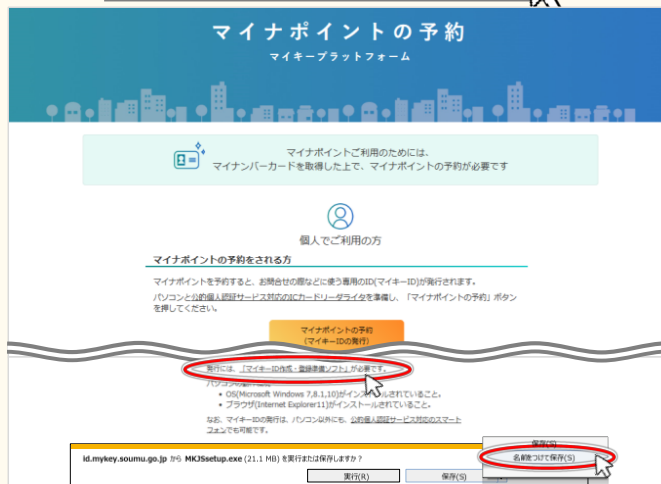 マイナポイントの予約
マイキープラットフォーム
マイナポイントご利用のためには、
マイナンバーカードを取得した上で、マイナポイントの予約が必要です
個人でご利用の方
マイナポイントの予約をされる方
マイナポイントを予約すると、お問合せの際などに使う専用のID(マイキーID)が発行されます。
パソコンと公的個人認証サービス対応のICカードリーダライタを準備し、「マイナポイントの予約」ボタン
を押してください。
マイナポイントの予約
(マイキーIDの発行)
発行には、「マイキーID作成・登録準備ソフト」が必要です。
• OS(Microsoft Windows 7,8.1,10)がインストールされていること。
• ブラウザ(Internet Explorer11)がインストールされていること。
なお、マイキーIDの発行は、パソコン以外にも、公的個人認証サービス対応のスマート
フォンでも可能です。
保存(S)
名前をつけて保存(S)
id.mykey.soumu.go.jp から MKJSsetup.exe (21.1 MB) を実行または保存しますか?
実行(R) 保存(S)